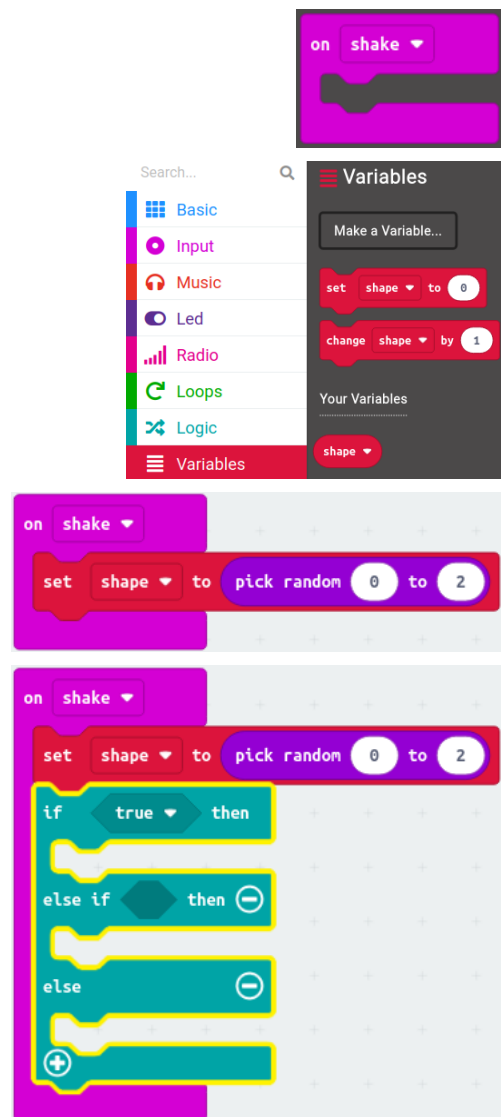 on shake
Search...
Variables
Basic
Make a Variable...
Input
Music
set shape to 0
Led
change shape by 1
Radio
Loops
Your Variables
Logic
shape
Variables
on shake
set shape to pick random 0 to 2
on shake
set shape to pick random 0 to 2
if true then
else if then
else